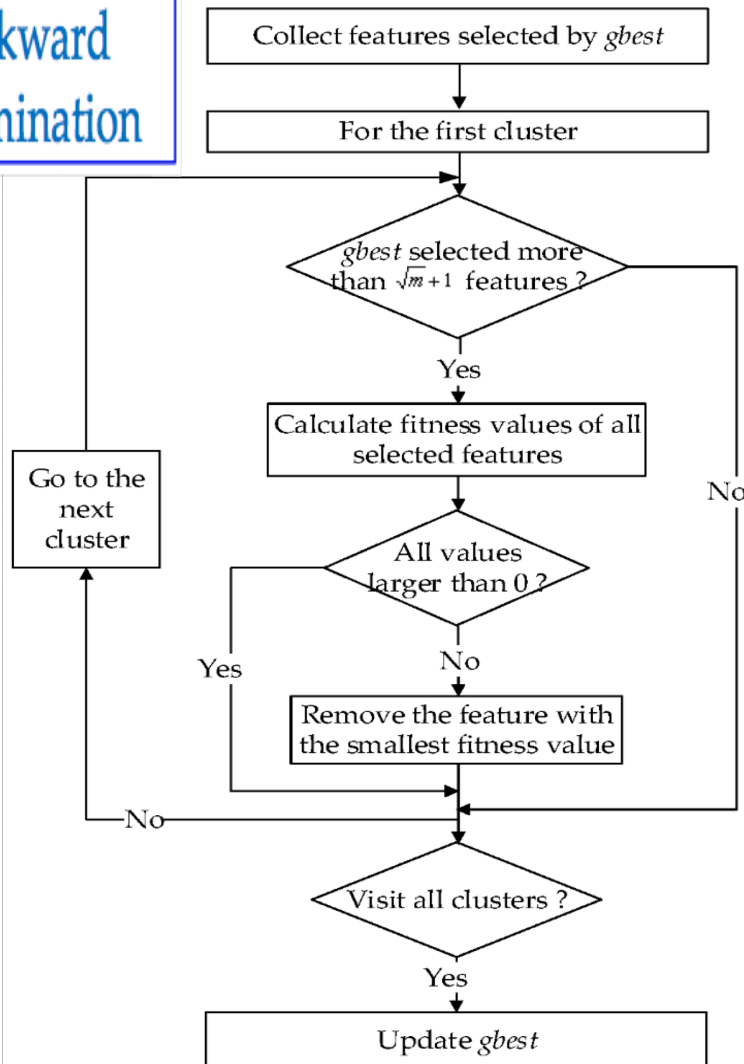 kward
mination
Collect features selected by gbest
For the first cluster
gbest selected more
than √m+1 features ?
Yes
Calculate fitness values of all
selected features
Go to the
next
cluster
No
All values
larger than 0 ?
Yes
No
Remove the feature with
the smallest fitness value
No
Visit all clusters ?
Yes
Update gbest